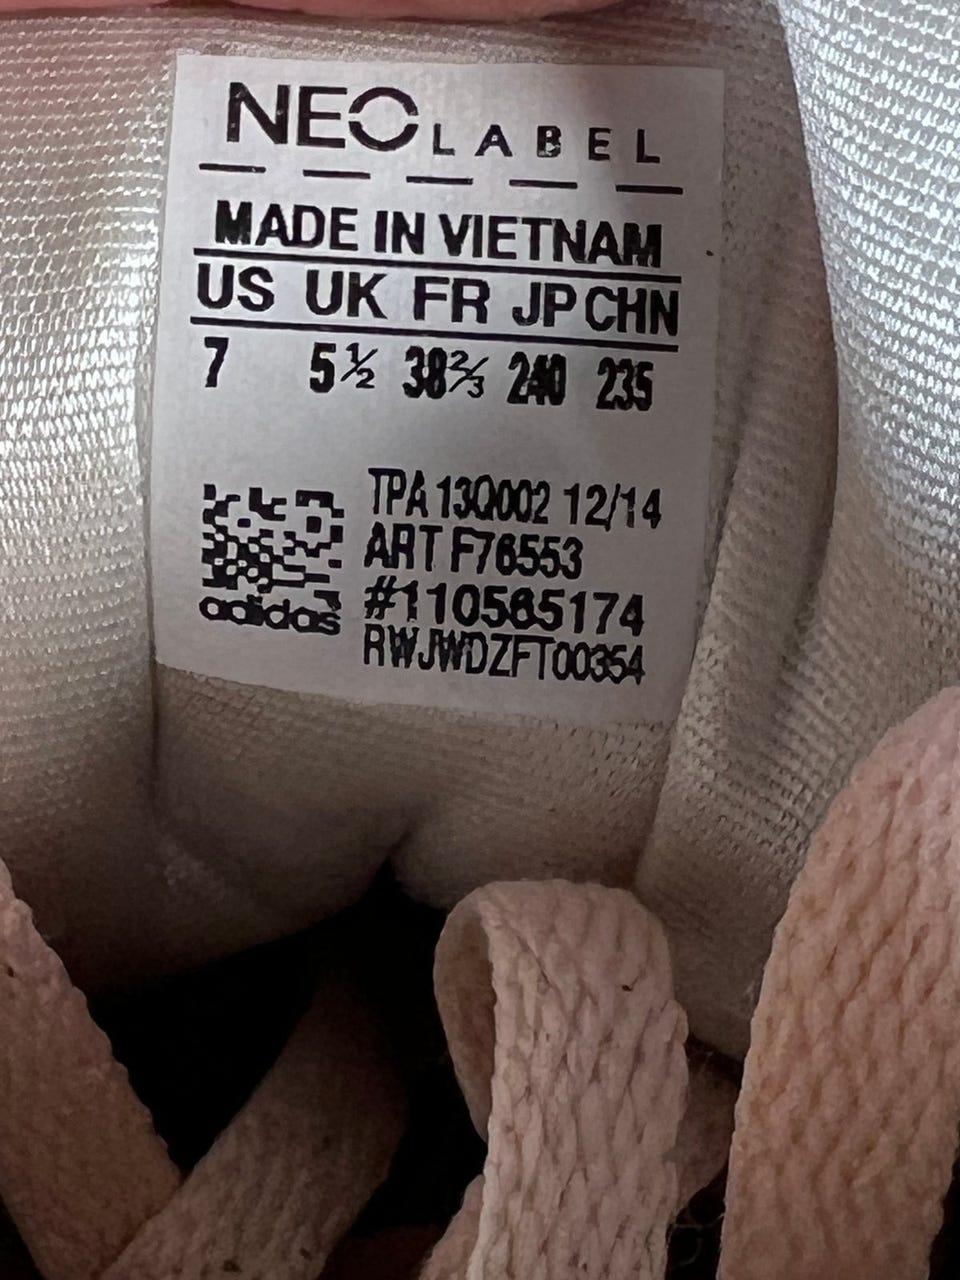 NEO LABEL
MADE IN VIETNAM
US UK FR JP CHN
7 5½ 38⅔ 240 235
TPA 13Q002 12/14
ART F76553
#110565174
adidas
RWJWDZFT00354